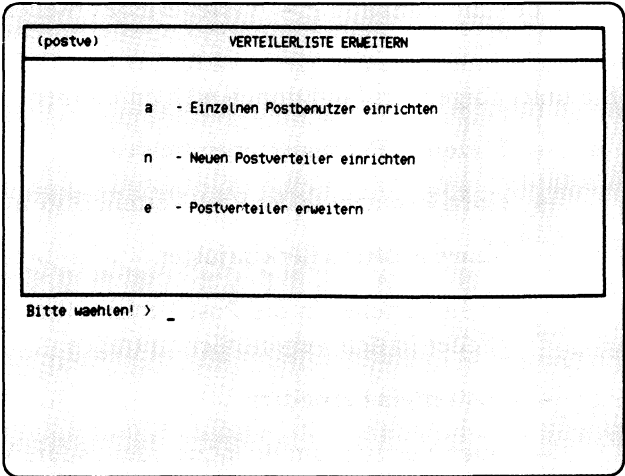 (postve) VERTEILERLISTE ERWEITERN
a - Einzelnen Postbenutzer einrichten
n - Neuen Postverteiler einrichten
e - Postverteiler erweitern
Bitte waehlen! > _